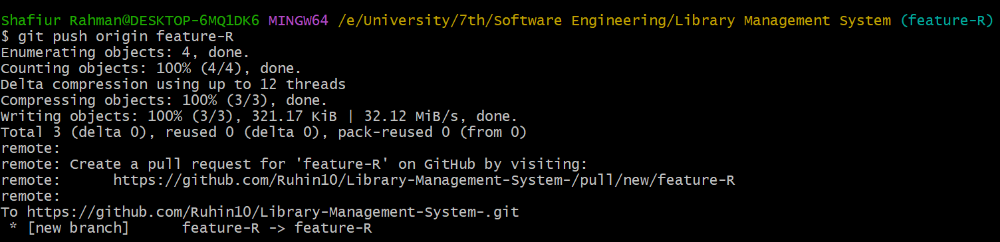 Shafiur Rahman@DESKTOP-6MQ1DK6 MINGW64 /e/University/7th/Software Engineering/Library Management System (feature-R)
$ git push origin feature-R
Enumerating objects: 4, done.
Counting objects: 100% (4/4), done.
Delta compression using up to 12 threads
Compressing objects: 100% (3/3), done.
Writing objects: 100% (3/3), 321.17 KiB | 32.12 MiB/s, done.
Total 3 (delta 0), reused 0 (delta 0), pack-reused 0 (from 0)
remote:
remote: Create a pull request for 'feature-R' on GitHub by visiting:
remote:      https://github.com/Ruhin10/Library-Management-System-/pull/new/feature-R
remote:
To https://github.com/Ruhin10/Library-Management-System-.git
 * [new branch]      feature-R -> feature-R